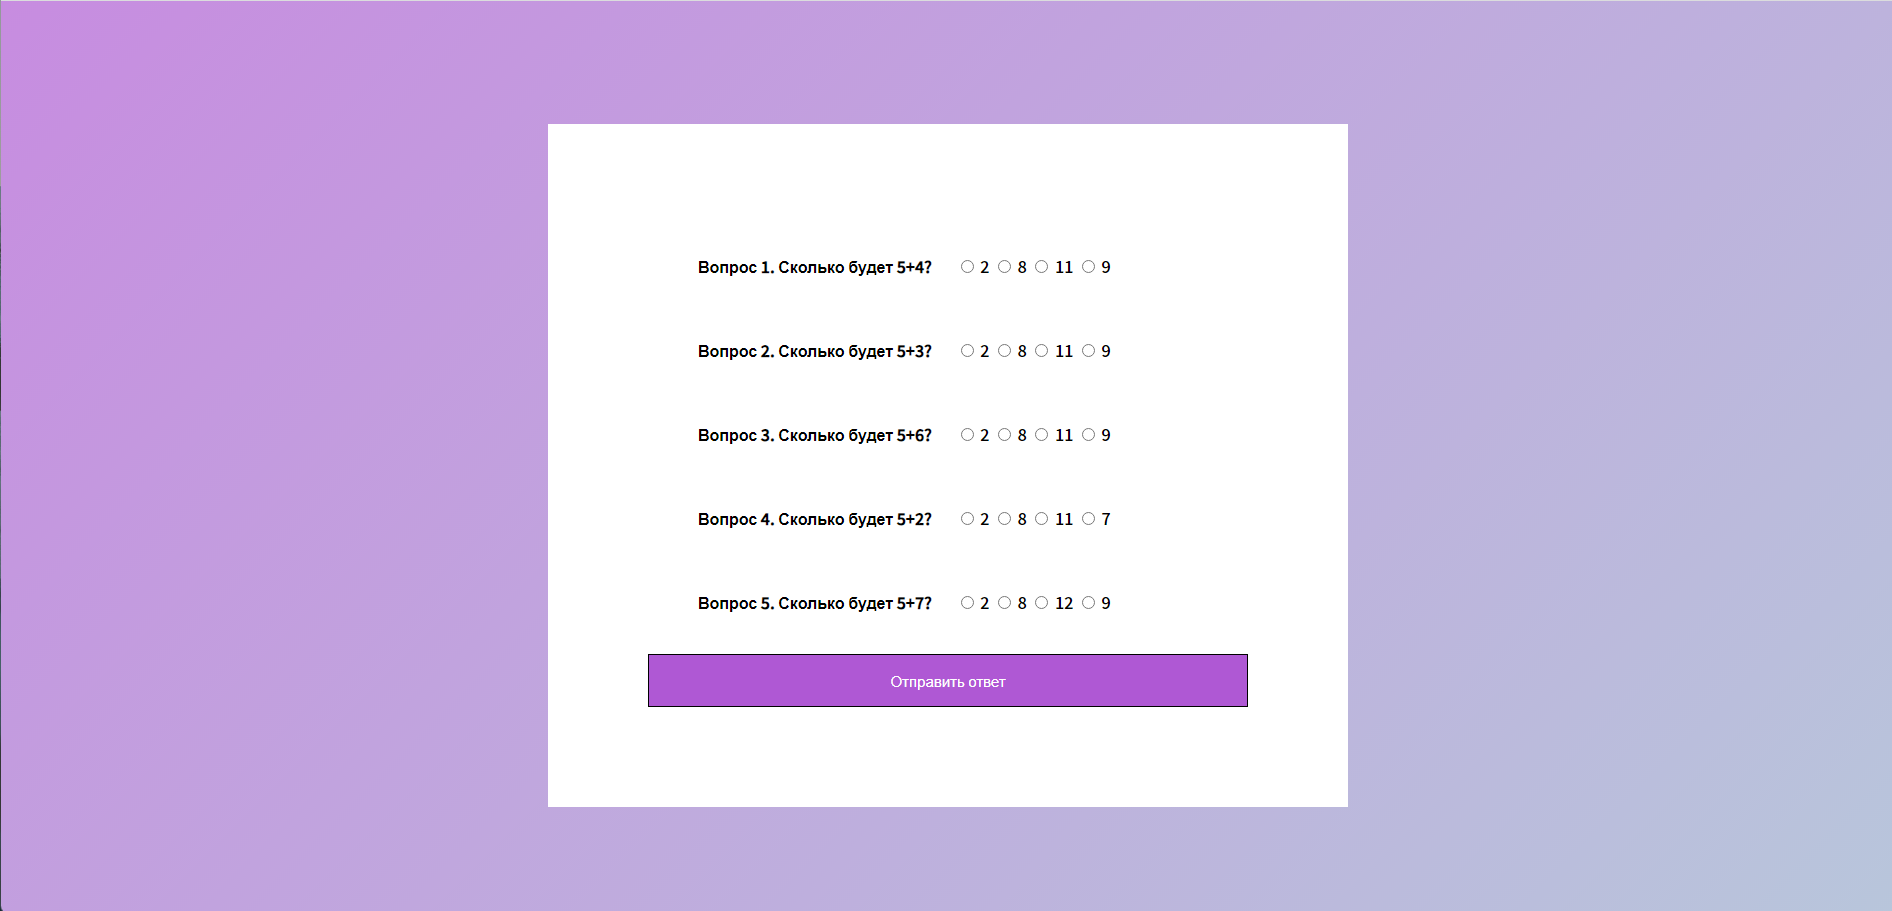 Вопрос 1. Сколько будет 5+4? 2 8 11 9
Вопрос 2. Сколько будет 5+3? 2 8 11 9
Вопрос 3. Сколько будет 5+6? 2 8 11 9
Вопрос 4. Сколько будет 5+2? 2 8 11 7
Вопрос 5. Сколько будет 5+7? 2 8 12 9
Отправить ответ